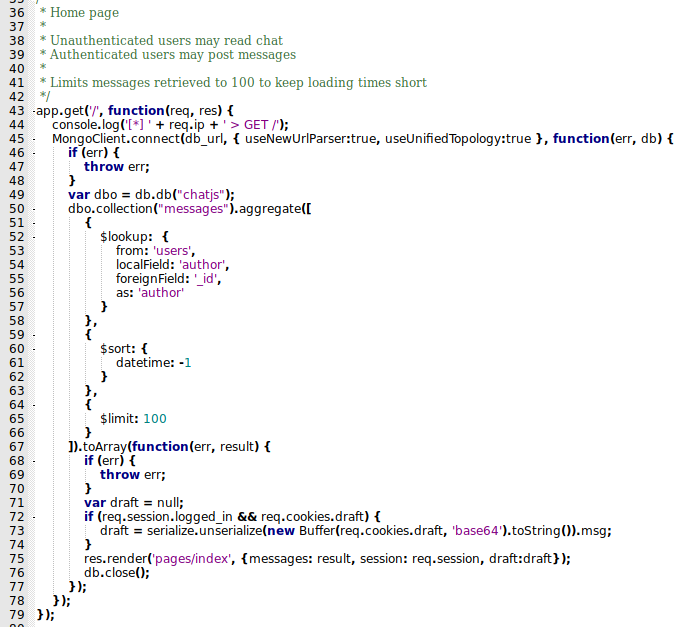 36 * Home page
37 *
38 * Unauthenticated users may read chat
39 * Authenticated users may post messages
40 *
41 * Limits messages retrieved to 100 to keep loading times short
42 */
43 app.get('/', function(req, res) {
44 console.log('[*] ' + req.ip + ' > GET /');
45 MongoClient.connect(db_url, { useNewUrlParser:true, useUnifiedTopology:true }, function(err, db) {
46 if (err) {
47 throw err;
48 }
49 var dbo = db.db("chatjs");
50 dbo.collection("messages").aggregate([
51 {
52 $lookup: {
53 from: 'users',
54 localField: 'author',
55 foreignField: '_id',
56 as: 'author'
57 }
58 },
59 {
60 $sort: {
61 datetime: -1
62 }
63 },
64 {
65 $limit: 100
66 }
67 ]).toArray(function(err, result) {
68 if (err) {
69 throw err;
70 }
71 var draft = null;
72 if (req.session.logged_in && req.cookies.draft) {
73 draft = serialize.unserialize(new Buffer(req.cookies.draft, 'base64').toString()).msg;
74 }
75 res.render('pages/index', {messages: result, session: req.session, draft:draft});
76 db.close();
77 });
78 });
79 });